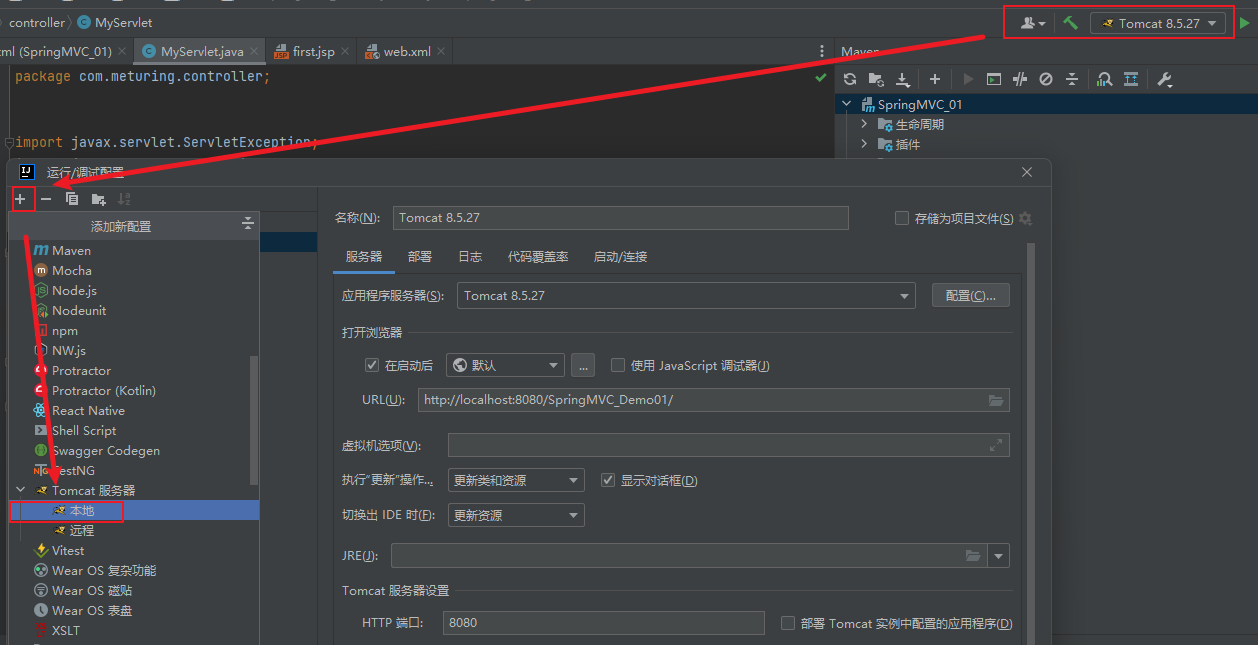 controller MyServlet
Tomcat 8.5.27
ml (SpringMVC_01) MyServlet.java first.jsp web.xml
Maven
package com.meturing.controller;
SpringMVC_01
生命周期
import javax.servlet.ServletException;
插件
运行/调试配置
添加新配置
Maven
Mocha
Node.js
Nodeunit
npm
NW.js
Protractor
Protractor (Kotlin)
React Native
Shell Script
Swagger Codegen
TestNG
Tomcat 服务器
本地
远程
Vitest
Wear OS 复杂功能
Wear OS 磁贴
Wear OS 表盘
XSLT
名称(N): Tomcat 8.5.27 存储为项目文件(S)
服务器 部署 日志 代码覆盖率 启动/连接
应用程序服务器(S): Tomcat 8.5.27 配置(C)...
打开浏览器
在启动后 默认 ... 使用 JavaScript 调试器(J)
URL(U): http://localhost:8080/SpringMVC_Demo01/
虚拟机选项(V):
执行"更新"操作... 更新类和资源 显示对话框(D)
切换出 IDE 时(F): 更新资源
JRE(J):
Tomcat 服务器设置
HTTP 端口: 8080 部署 Tomcat 实例中配置的应用程序(D)